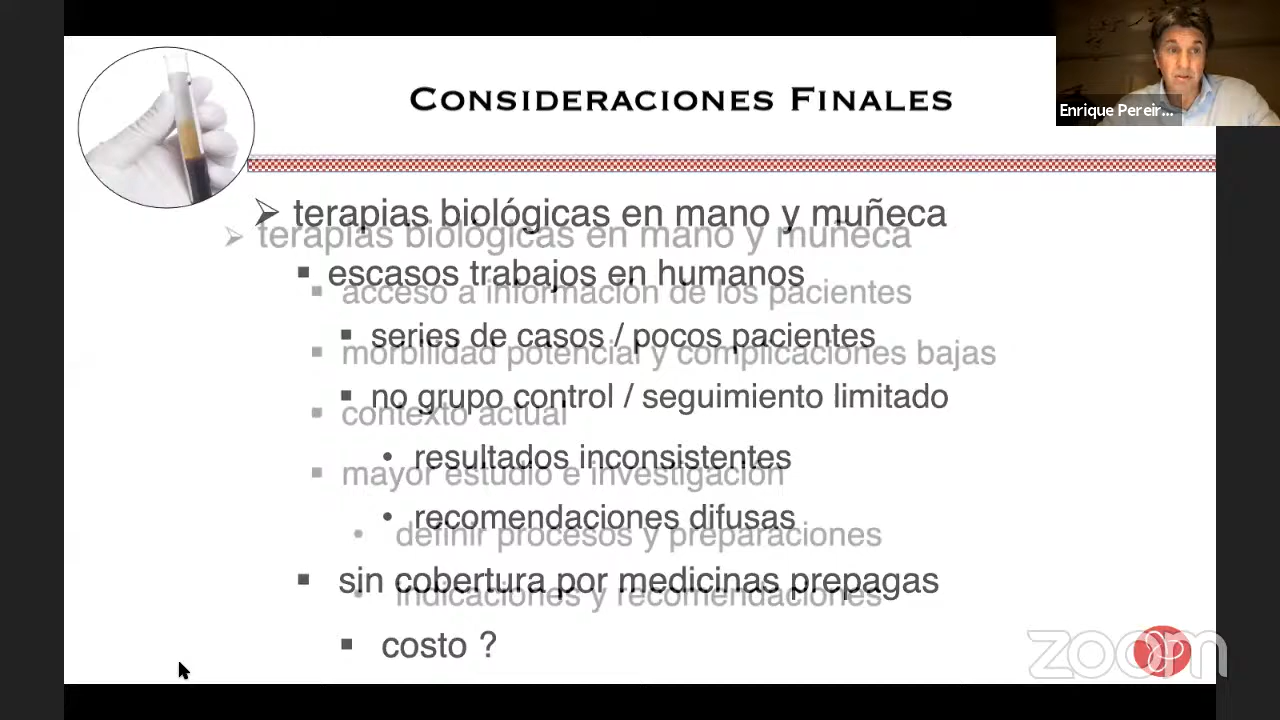 CONSIDERACIONES FINALES
Enrique Pereir...
➢ terapias biológicas en mano y muñeca
▪ escasos trabajos en humanos
▪ series de casos / pocos pacientes
▪ no grupo control / seguimiento limitado
• resultados inconsistentes
• recomendaciones difusas
▪ sin cobertura por medicinas prepagas
▪ costo ?
➢ terapias biológicas en mano y muñeca
▪ acceso a información de los pacientes
▪ morbilidad potencial y complicaciones bajas
▪ contexto actual
▪ mayor estudio e investigación
• definir procesos y preparaciones
• indicaciones y recomendaciones
zoom